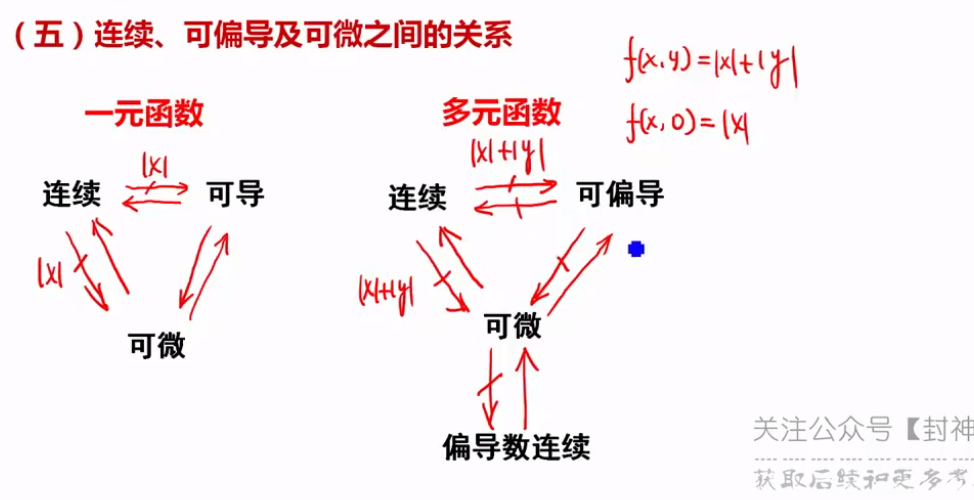 （五）连续、可偏导及可微之间的关系
f(x,y)=|x|+|y|
一元函数
多元函数
f(x,0)=|x|
|x|
|x|+|y|
连续
可导
连续
可偏导
|x|
|x|+|y|
可微
可微
偏导数连续
关注公众号【封神
获取后续和更多考